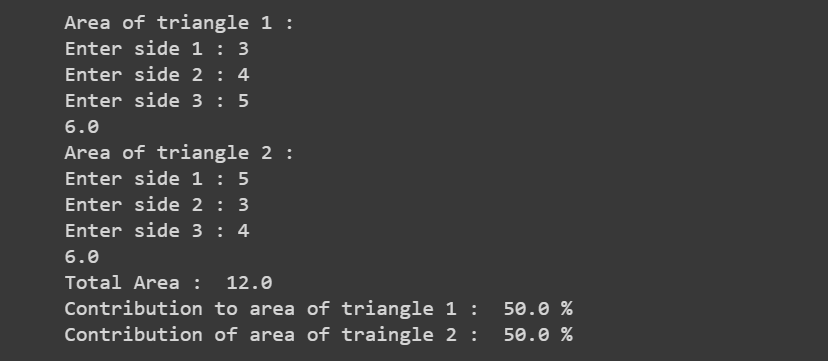 Area of triangle 1 :
Enter side 1 : 3
Enter side 2 : 4
Enter side 3 : 5
6.0
Area of triangle 2 :
Enter side 1 : 5
Enter side 2 : 3
Enter side 3 : 4
6.0
Total Area :  12.0
Contribution to area of triangle 1 :  50.0 %
Contribution of area of traingle 2 :  50.0 %